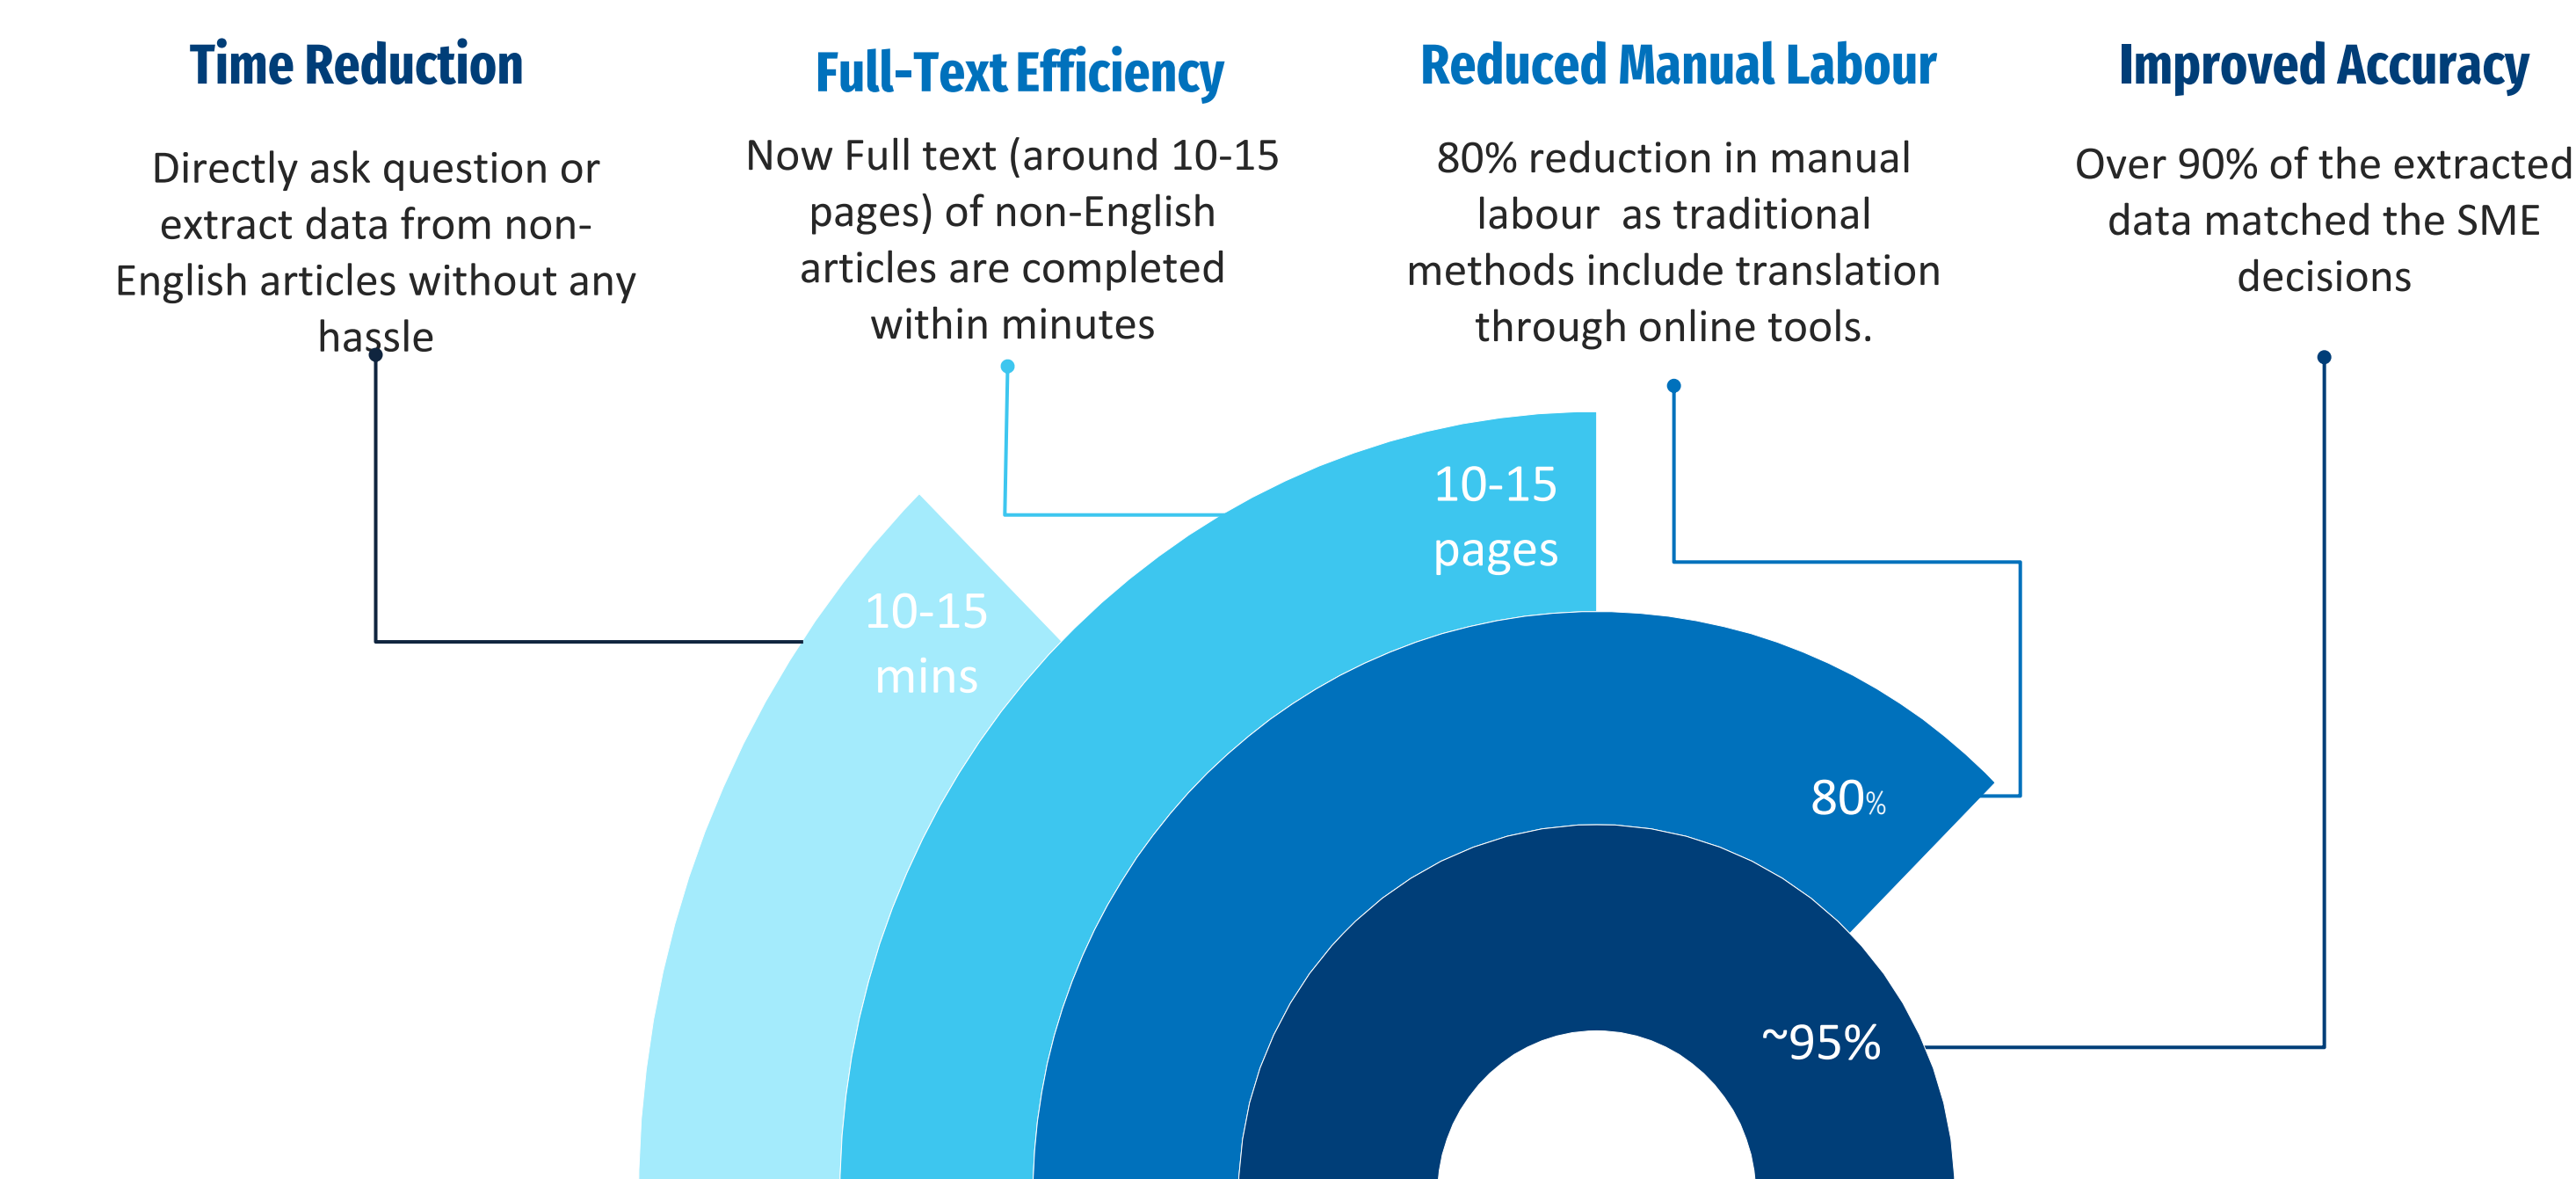 Time Reduction
Directly ask question or
extract data from non-
English articles without any
hassle
Full-Text Efficiency
Now Full text (around 10-15
pages) of non-English
articles are completed
within minutes
Reduced Manual Labour
80% reduction in manual
labour  as traditional
methods include translation
through online tools.
Improved Accuracy
Over 90% of the extracted
data matched the SME
decisions
10-15
mins
10-15
pages
80%
~95%